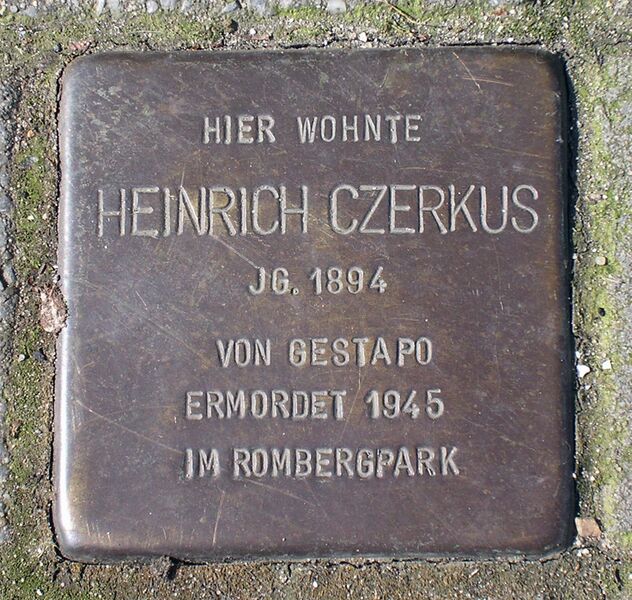 HIER WOHNTE
HEINRICH CZERKUS
JG. 1894
VON GESTAPO
ERMORDET 1945
IM ROMBERGPARK